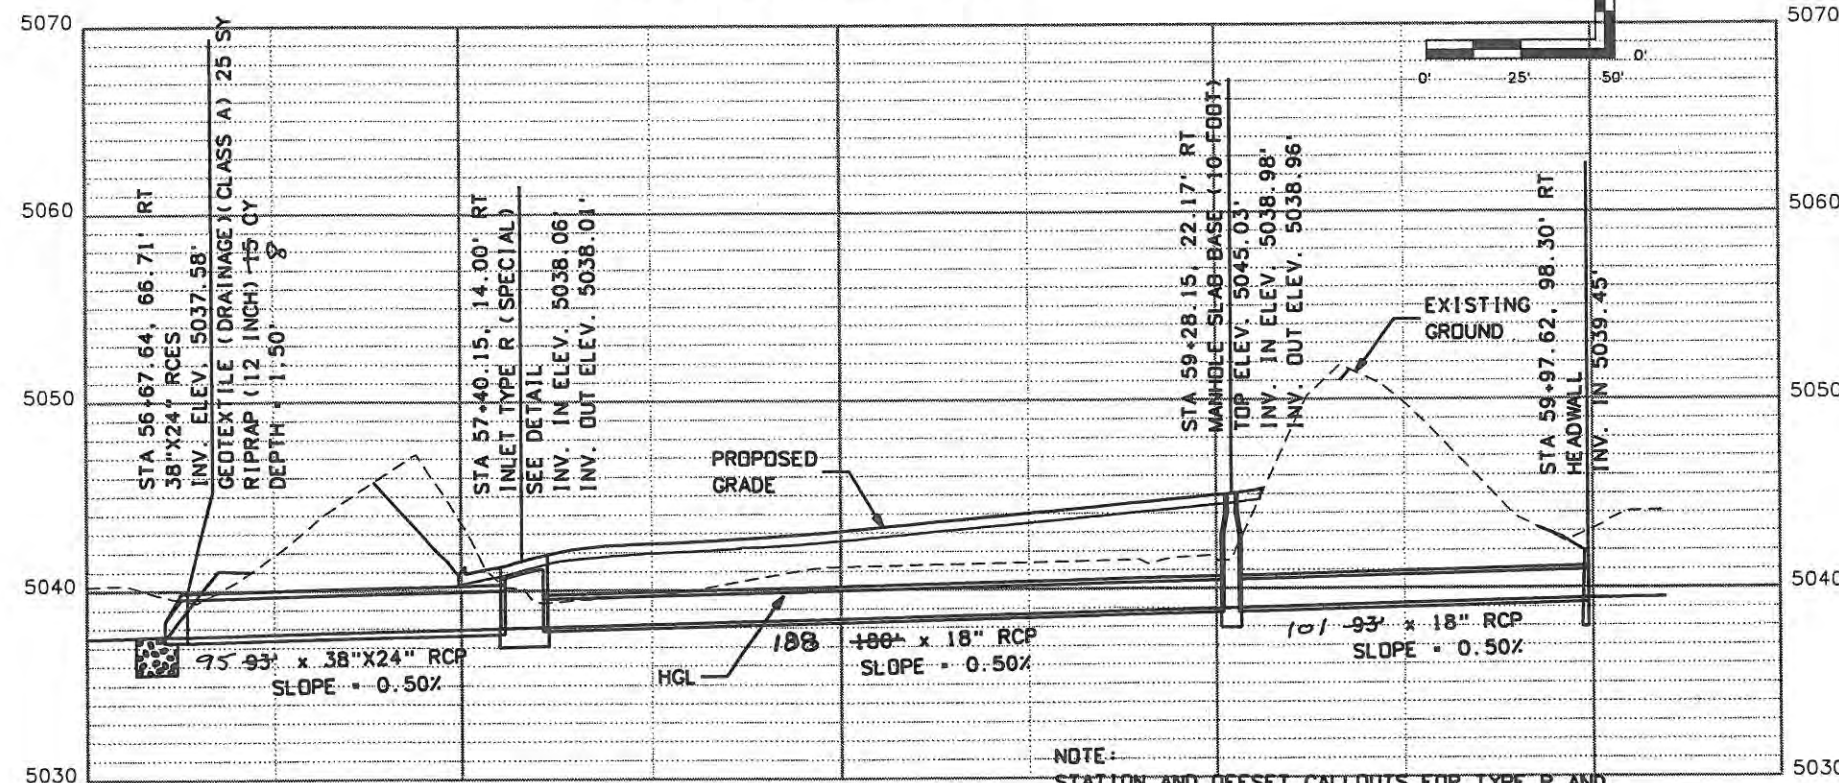 5070
5060
5050
5040
5030
5070
5060
5050
5040
5030
0'
0' 25' 50'
STA 56+67.64, 66.71' RT
38"X24" RCES
INV. ELEV. 5037.58'
GEOTEXTILE (DRAINAGE)(CLASS A) 25 SY
RIPRAP (12 INCH) 15 CY
8
DEPTH = 1.50'
STA 57+40.15, 14.00' RT
INLET TYPE R (SPECIAL)
SEE DETAIL
INV. IN ELEV. 5038.06'
INV. OUT ELEV. 5038.01'
STA 59+28.15, 22.17' RT
MANHOLE SLAB BASE (10 FOOT)
TOP ELEV. 5045.03'
INV. IN ELEV. 5038.98'
INV. OUT ELEV. 5038.96'
STA 59+97.62, 98.30' RT
HEADWALL
INV. IN 5039.45'
EXISTING
GROUND
PROPOSED
GRADE
95 93' x 38"X24" RCP
SLOPE = 0.50%
HGL
188 180' x 18" RCP
SLOPE = 0.50%
101 93' x 18" RCP
SLOPE = 0.50%
NOTE:
STATION AND OFFSET CALLOUTS FOR TYPE R AND